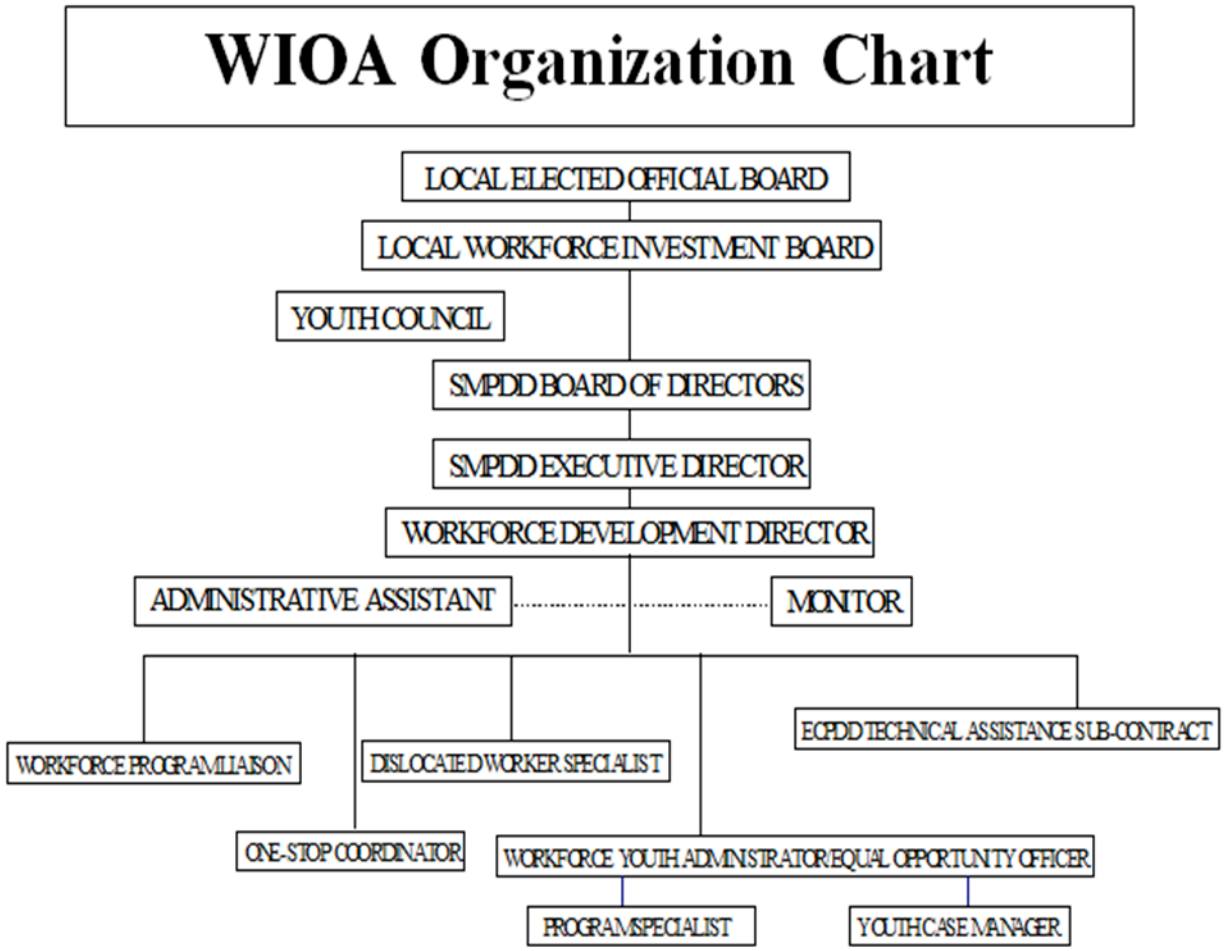 WIOA Organization Chart
LOCAL ELECTED OFFICIAL BOARD
LOCAL WORKFORCE INVESTMENT BOARD
YOUTH COUNCIL
SMPDD BOARD OF DIRECTORS
SMPDD EXECUTIVE DIRECTOR
WORKFORCE DEVELOPMENT DIRECTOR
ADMINISTRATIVE ASSISTANT
MONITOR
ECPDD TECHNICAL ASSISTANCE SUB-CONTRACT
WORKFORCE PROGRAM LIAISON
DISLOCATED WORKER SPECIALIST
ONE-STOP COORDINATOR
WORKFORCE YOUTH ADMINISTRATOR/EQUAL OPPORTUNITY OFFICER
PROGRAM SPECIALIST
YOUTH CASE MANAGER